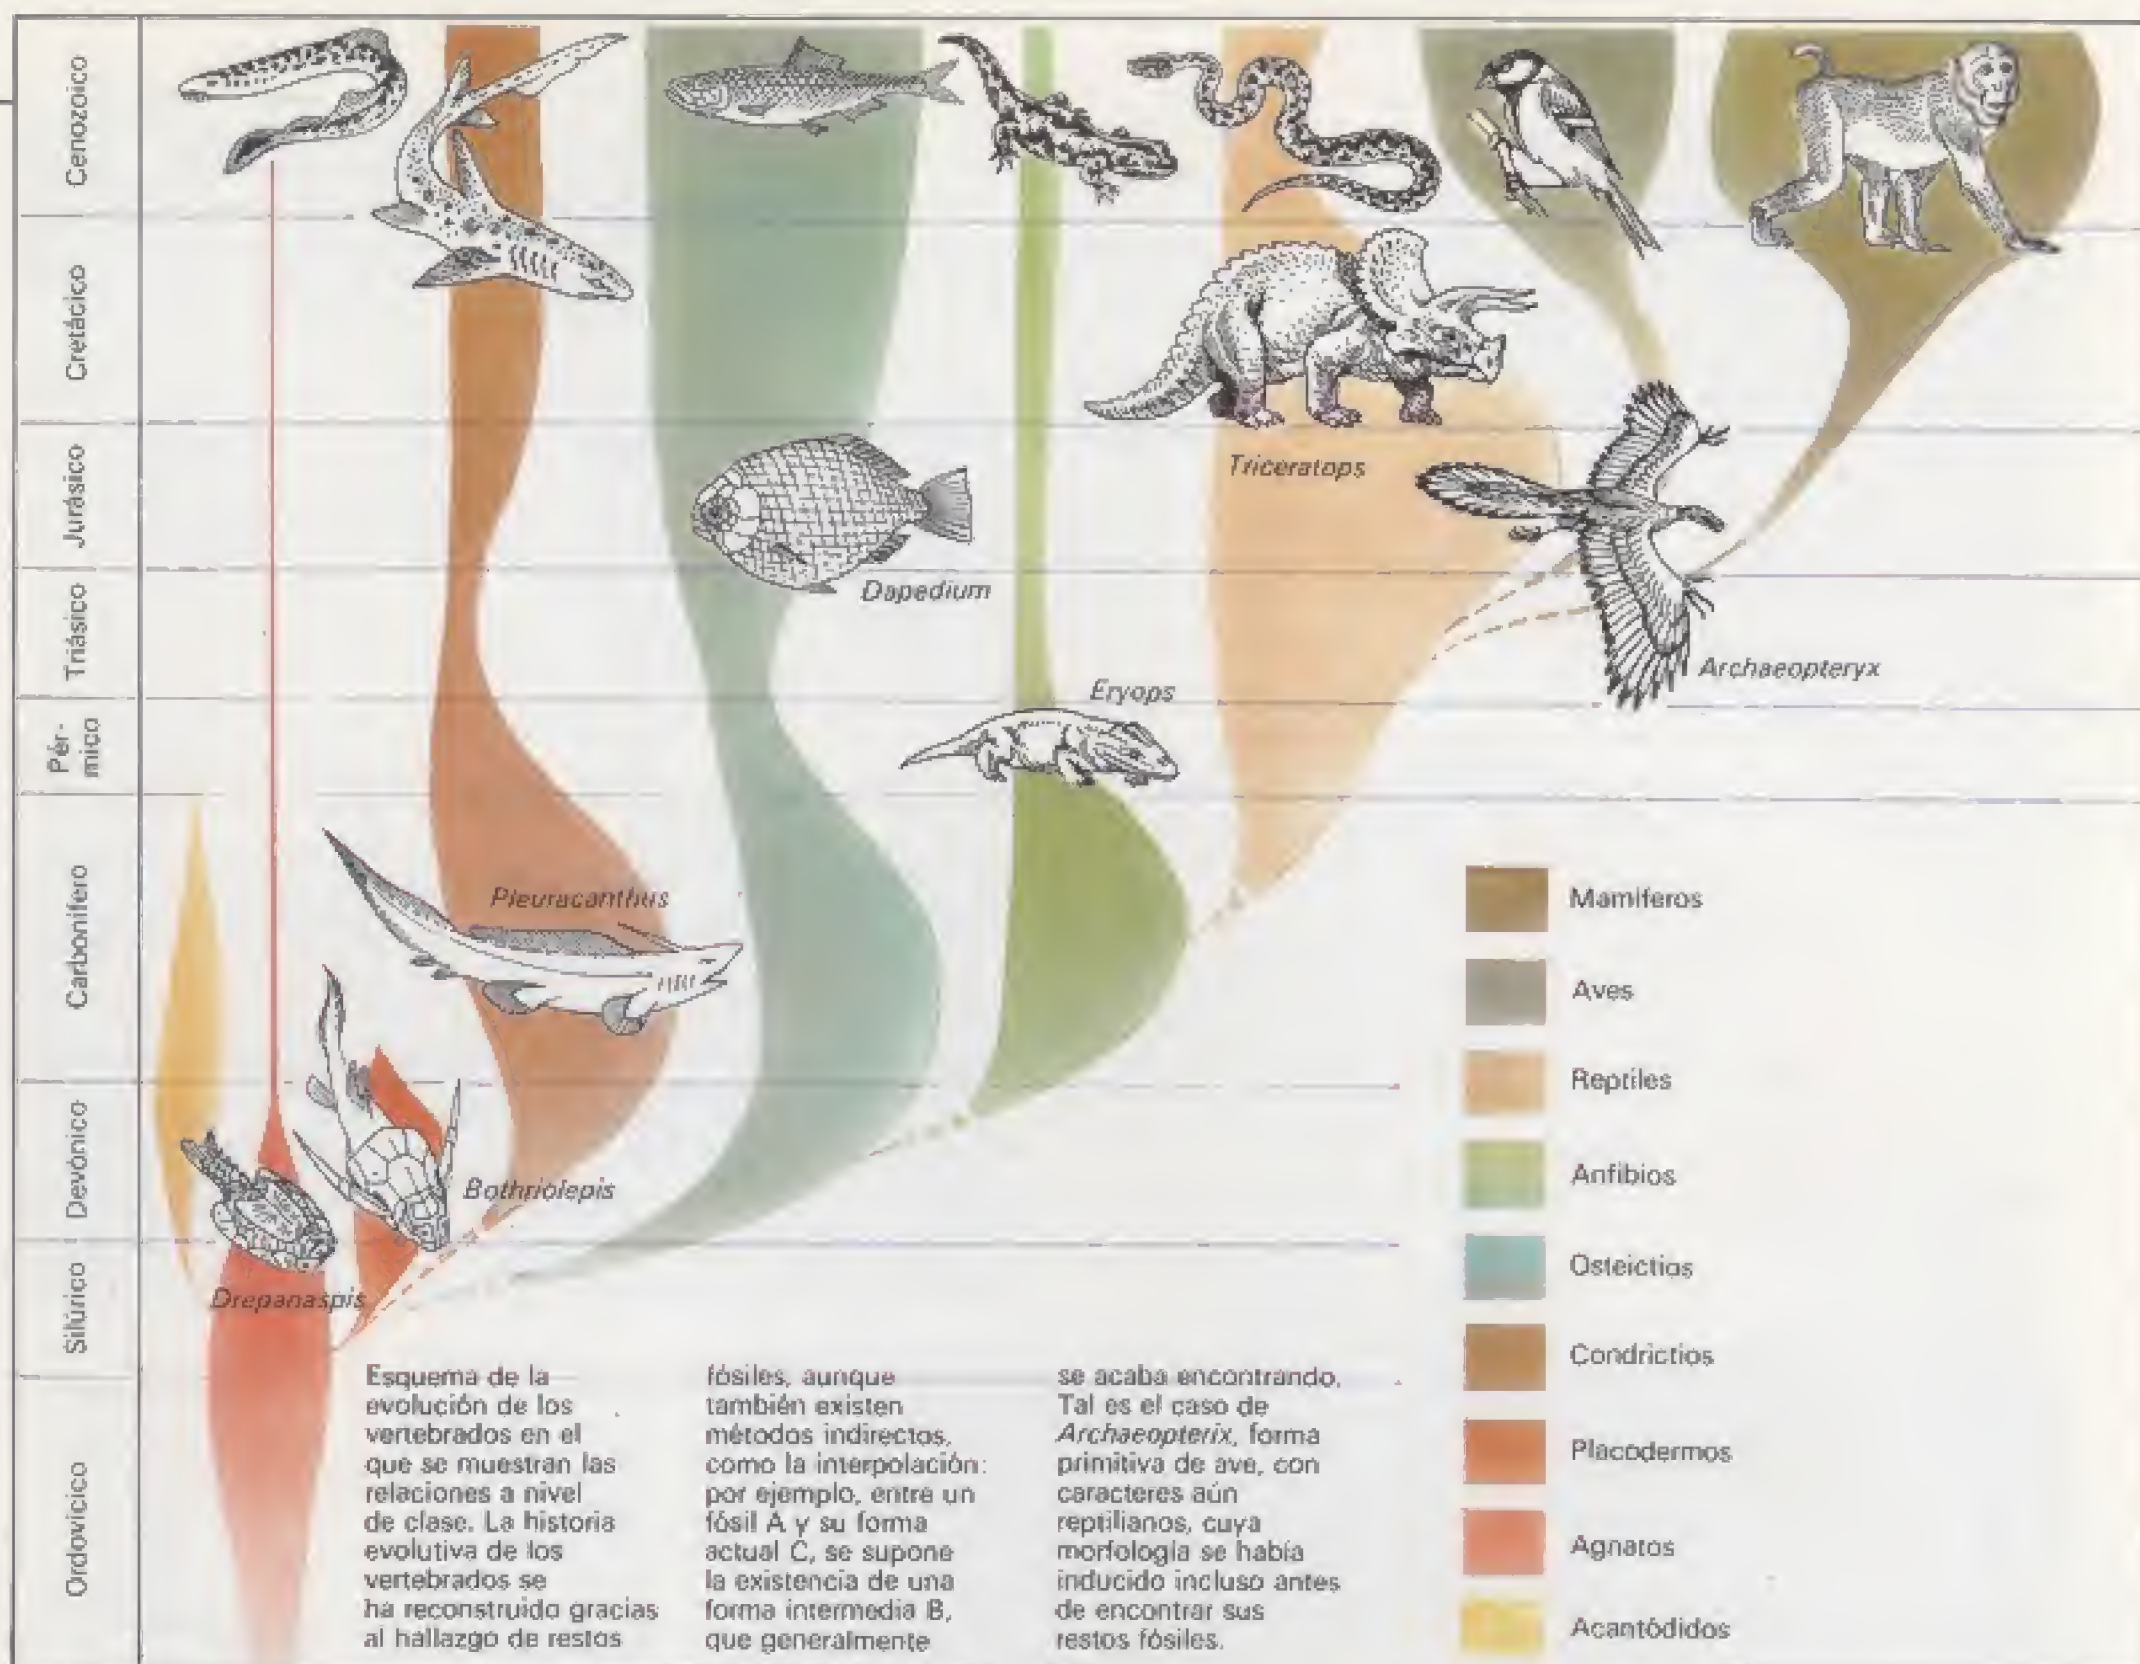 Cenozoico
Cretácico
Jurásico
Triásico
Pér-
mico
Carbonífero
Devónico
Silúrico
Ordovícico
Triceratops
Dapedium
Archaeopteryx
Eryops
Pleuracanthus
Bothriolepis
Drepanaspis
Mamíferos
Aves
Reptiles
Anfibios
Osteictios
Condrictios
Placodermos
Agnatos
Acantódidos
Esquema de la
evolución de los
vertebrados en el
que se muestran las
relaciones a nivel
de clase. La historia
evolutiva de los
vertebrados se
ha reconstruido gracias
al hallazgo de restos
fósiles, aunque
también existen
métodos indirectos,
como la interpolación:
por ejemplo, entre un
fósil A y su forma
actual C, se supone
la existencia de una
forma intermedia B,
que generalmente
se acaba encontrando.
Tal es el caso de
Archaeopterix, forma
primitiva de ave, con
caracteres aún
reptilianos, cuya
morfología se había
inducido incluso antes
de encontrar sus
restos fósiles.